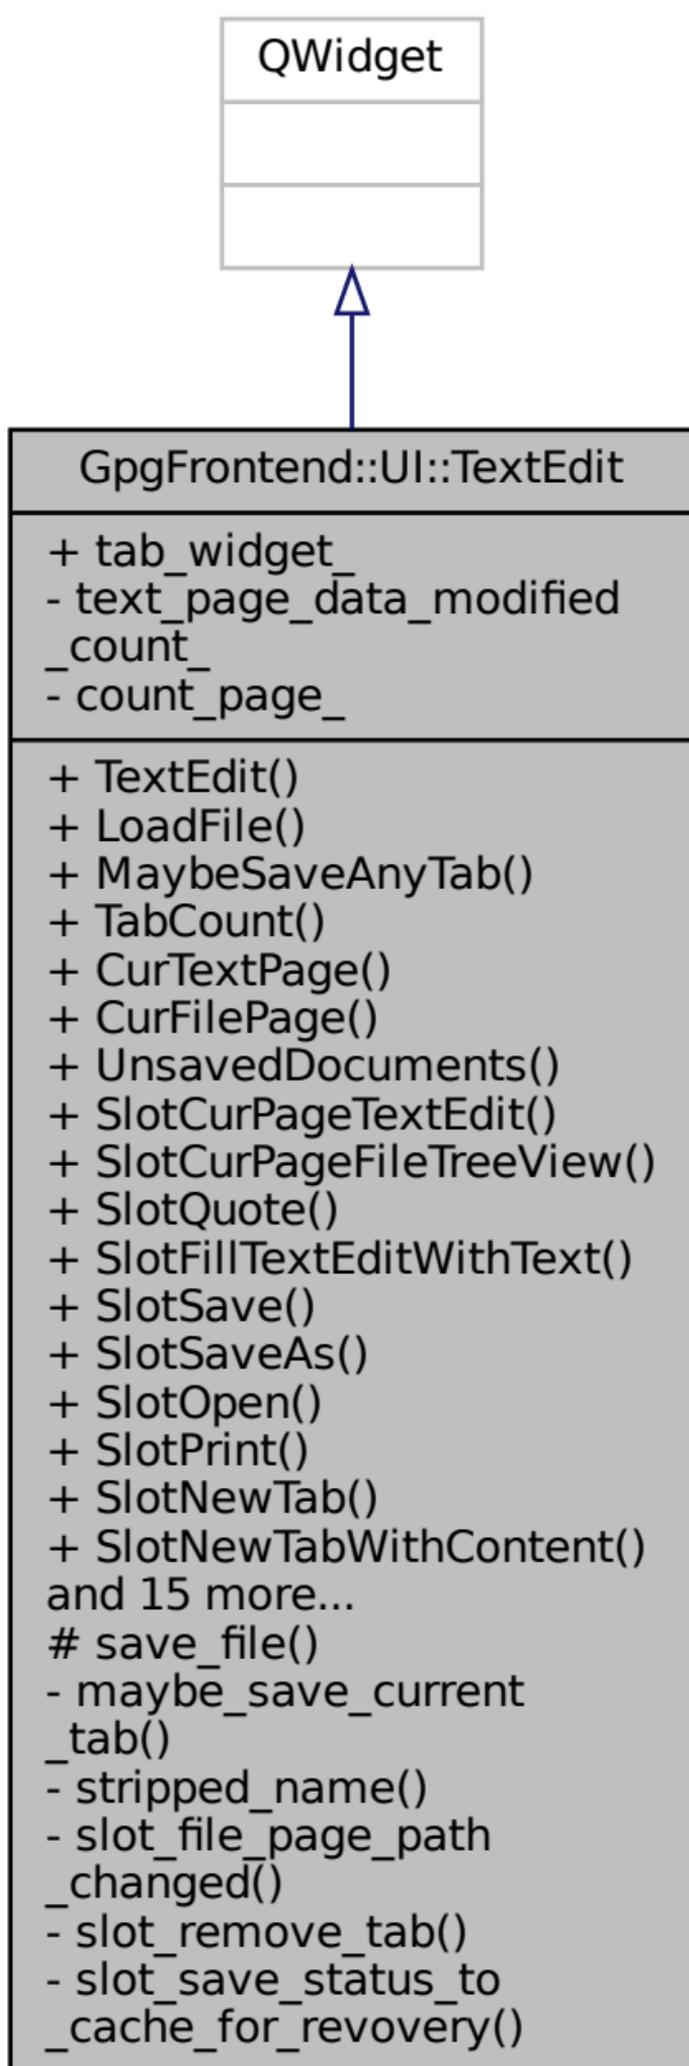 QWidget
GpgFrontend::UI::TextEdit
+ tab_widget_
- text_page_data_modified
_count_
- count_page_
+ TextEdit()
+ LoadFile()
+ MaybeSaveAnyTab()
+ TabCount()
+ CurTextPage()
+ CurFilePage()
+ UnsavedDocuments()
+ SlotCurPageTextEdit()
+ SlotCurPageFileTreeView()
+ SlotQuote()
+ SlotFillTextEditWithText()
+ SlotSave()
+ SlotSaveAs()
+ SlotOpen()
+ SlotPrint()
+ SlotNewTab()
+ SlotNewTabWithContent()
and 15 more...
# save_file()
- maybe_save_current
_tab()
- stripped_name()
- slot_file_page_path
_changed()
- slot_remove_tab()
- slot_save_status_to
_cache_for_revovery()